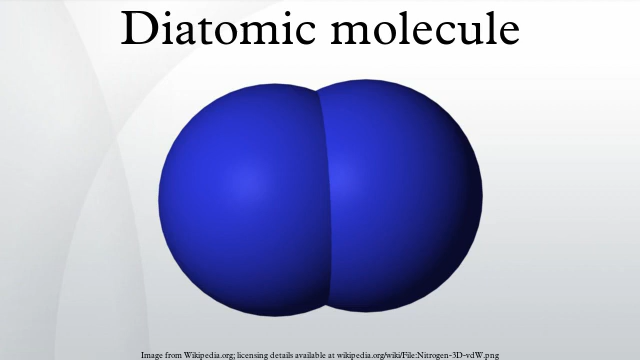 Diatomic molecule
Image from Wikipedia.org; licensing details available at wikipedia.org/wiki/File:Nitrogen-3D-vdW.png